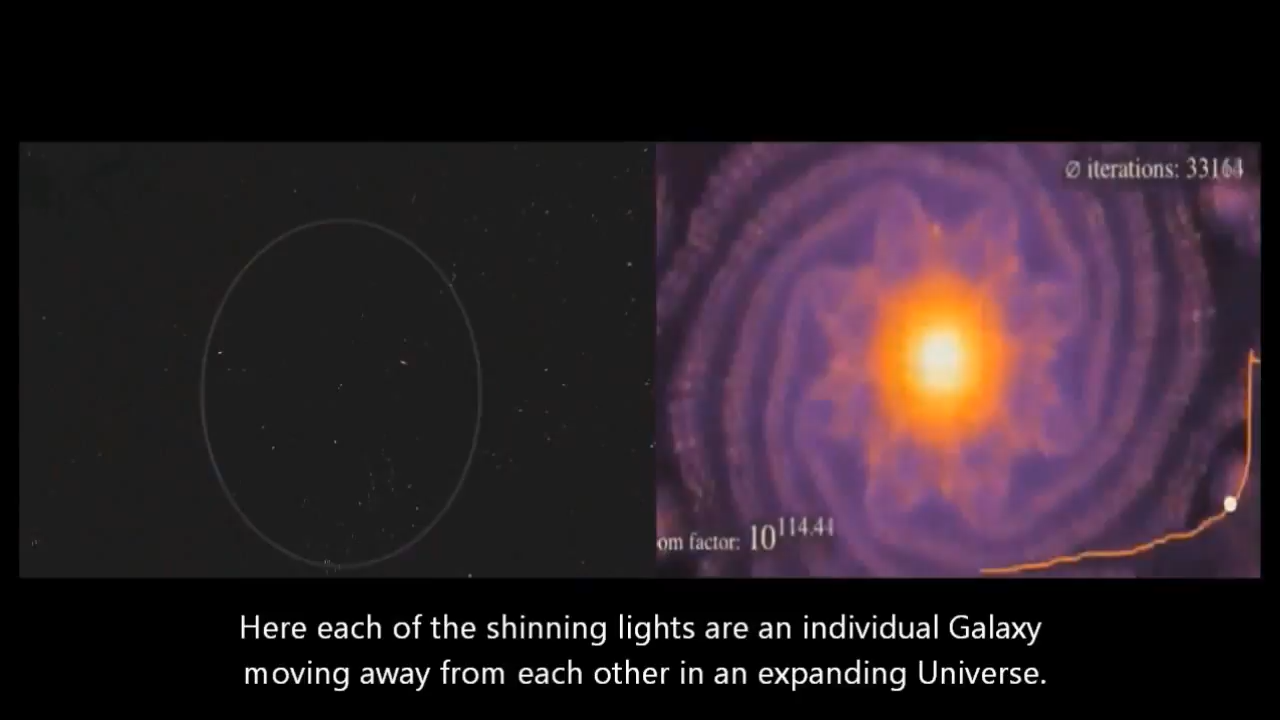 Ø iterations: 33164
om factor: 10^114.44
Here each of the shinning lights are an individual Galaxy
moving away from each other in an expanding Universe.